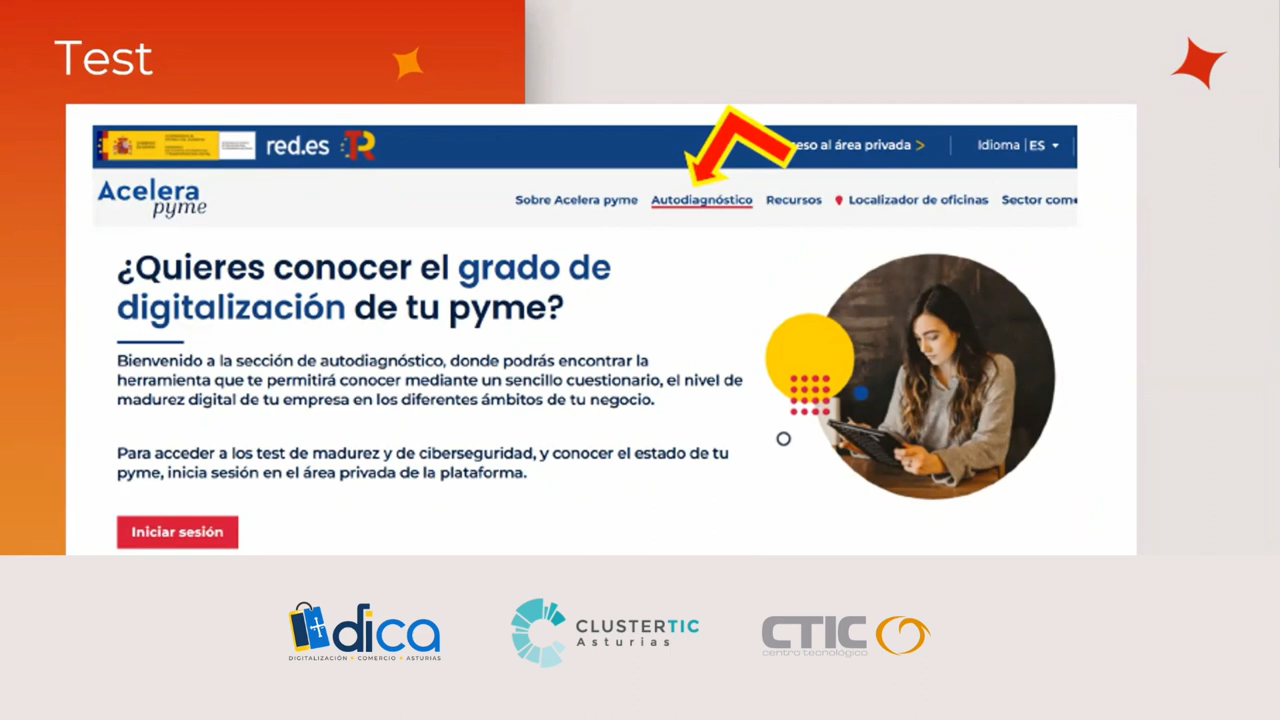 Test
red.es
TR
eso al área privada >
Idioma | ES
Acelera
pyme
Sobre Acelera pyme
Autodiagnóstico
Recursos
Localizador de oficinas
Sector com
¿Quieres conocer el grado de
digitalización de tu pyme?
Bienvenido a la sección de autodiagnóstico, donde podrás encontrar la
herramienta que te permitirá conocer mediante un sencillo cuestionario, el nivel de
madurez digital de tu empresa en los diferentes ámbitos de tu negocio.
Para acceder a los test de madurez y de ciberseguridad, y conocer el estado de tu
pyme, inicia sesión en el área privada de la plataforma.
Iniciar sesión
dica
DIGITALIZACIÓN • COMERCIO • ASTURIAS
CLUSTERTIC
Asturias
CTIC
centro tecnológico